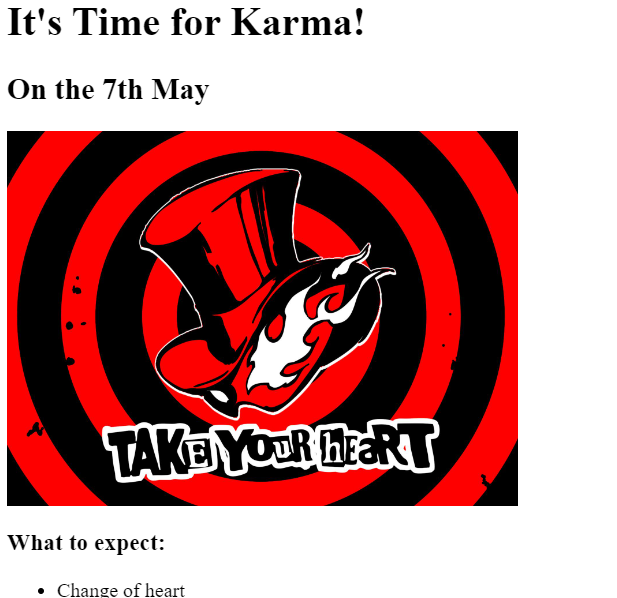 It's Time for Karma!
On the 7th May
TAKE YOUR HEART
What to expect:
Change of heart